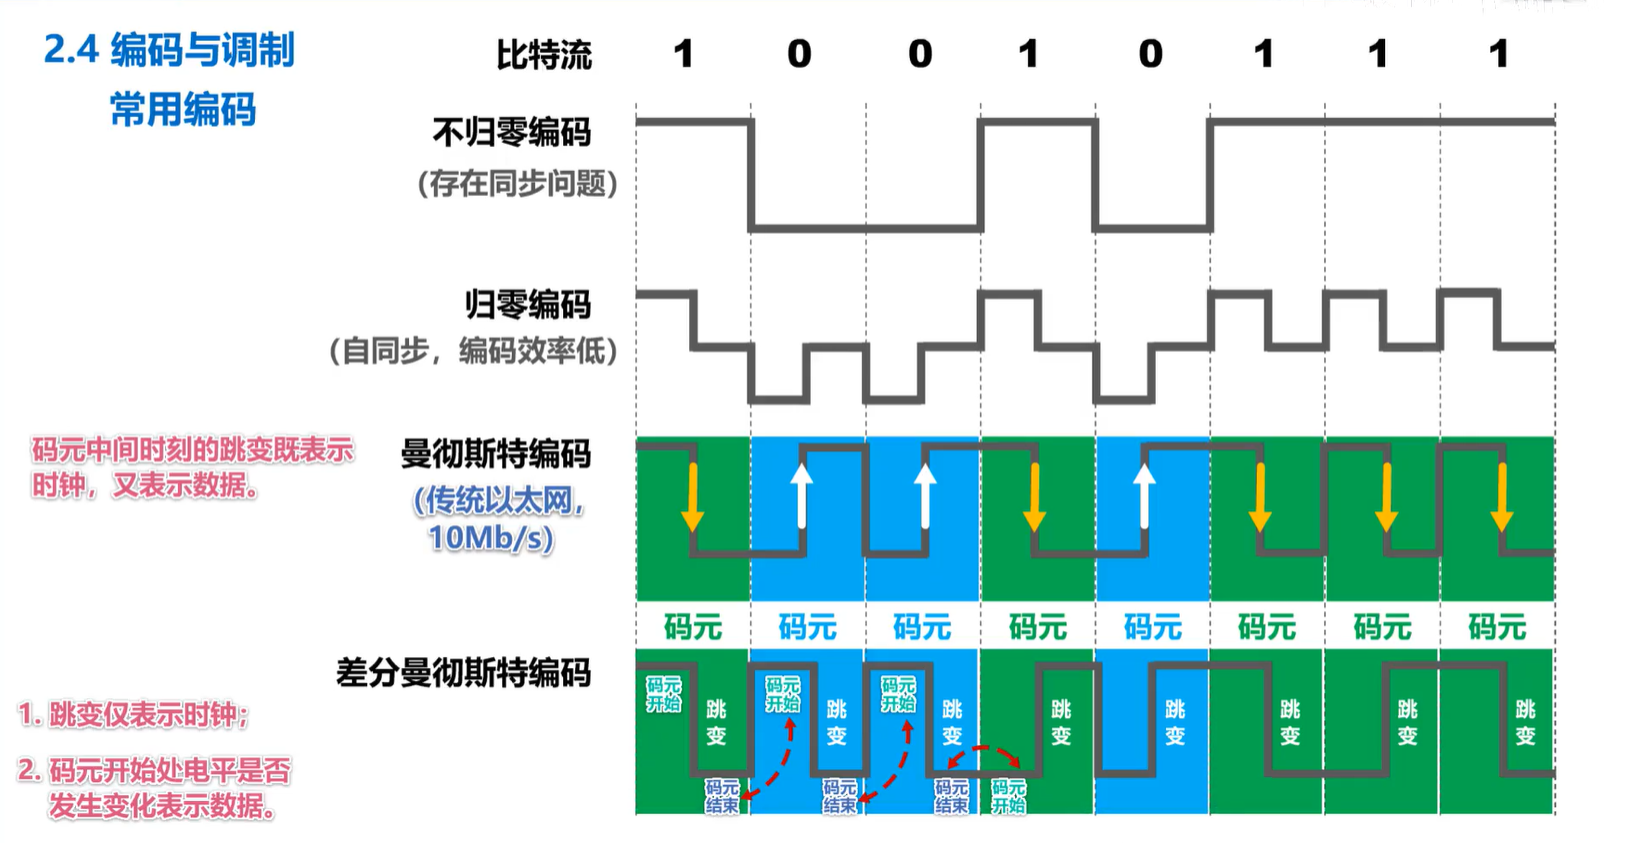 2.4 编码与调制
常用编码
比特流 1 0 0 1 0 1 1 1
不归零编码
（存在同步问题）
归零编码
（自同步，编码效率低）
码元中间时刻的跳变既表示
时钟，又表示数据。
曼彻斯特编码
（传统以太网，
10Mb/s）
码元 码元 码元 码元 码元 码元 码元 码元
差分曼彻斯特编码
1. 跳变仅表示时钟；
2. 码元开始处电平是否
发生变化表示数据。
码元
开始
码元
开始
码元
开始
跳
变
跳
变
跳
变
跳
变
跳
变
跳
变
跳
变
跳
变
码元
结束
码元
结束
码元
结束
码元
开始